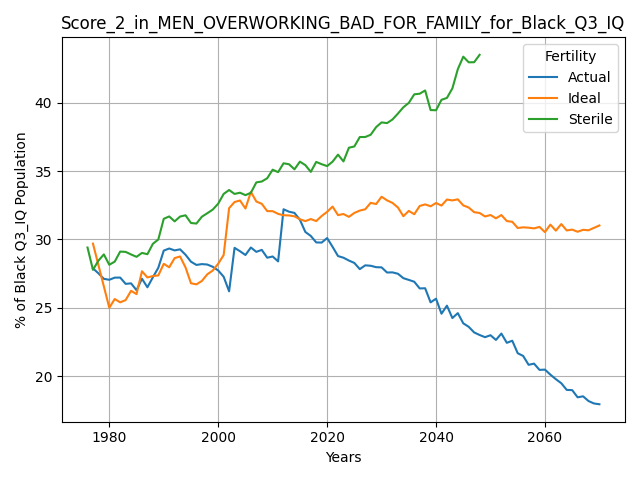 Score_2_in_MEN_OVERWORKING_BAD_FOR_FAMILY_for_Black_Q3_IQ
% of Black Q3_IQ Population
40
35
30
25
20
Fertility
Actual
Ideal
Sterile
1980
2000
2020
2040
2060
Years